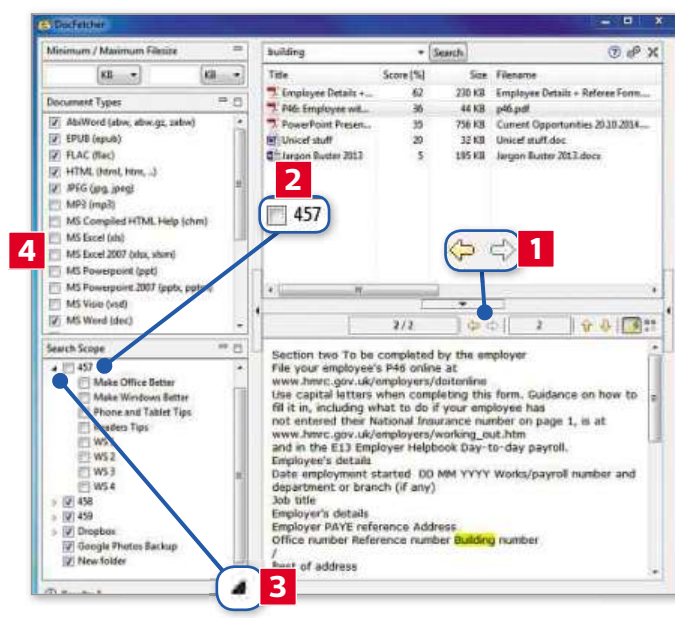 DocFetcher
Minimum / Maximum Filesize
KB
KB
Document Types
AbiWord (abw, abw.gz, zabw)
EPUB (epub)
FLAC (flac)
HTML (html, htm, ..)
JPEG (jpg, jpeg)
MP3 (mp3)
MS Compiled HTML Help (chm)
MS Excel (xls)
MS Excel 2007 (xlsx, xlsm)
MS Powerpoint (ppt)
MS Powerpoint 2007 (pptx, pptm)
MS Visio (vsd)
MS Word (doc)
4
Search Scope
457
Make Office Better
Make Windows Better
Phone and Tablet Tips
Readers Tips
WS 
WS 2
WS 3
WS 4
458
459
Dropbox
Google Photos Backup
New folder
3
building
Search
Title Score [%] Size Filename
Employee Details +... 62 230 KB Employee Details + Referee Form....
P46: Employee wit... 36 44 KB p46.pdf
PowerPoint Presen... 35 756 KB Current Opportunities 20.10.2014....
Unicef stuff 20 32 KB Unicef stuff.doc
Jargon Buster 2013 5 195 KB Jargon Buster 2013.docx
2
457
1
2/2
2
Section two To be completed by the employer
File your employee's P46 online at
www.hmrc.gov.uk/employers/doitonline
Use capital letters when completing this form. Guidance on how to
fill it in, including what to do if your employee has
not entered their National Insurance number on page 1, is at
www.hmrc.gov.uk/employers/working_out.htm
and in the E13 Employer Helpbook Day-to-day payroll.
Employee's details
Date employment started DD MM YYYY Works/payroll number and
department or branch (if any)
Job title
Employer's details
Employer PAYE reference Address
Office number Reference number Building number
/
Rest of address